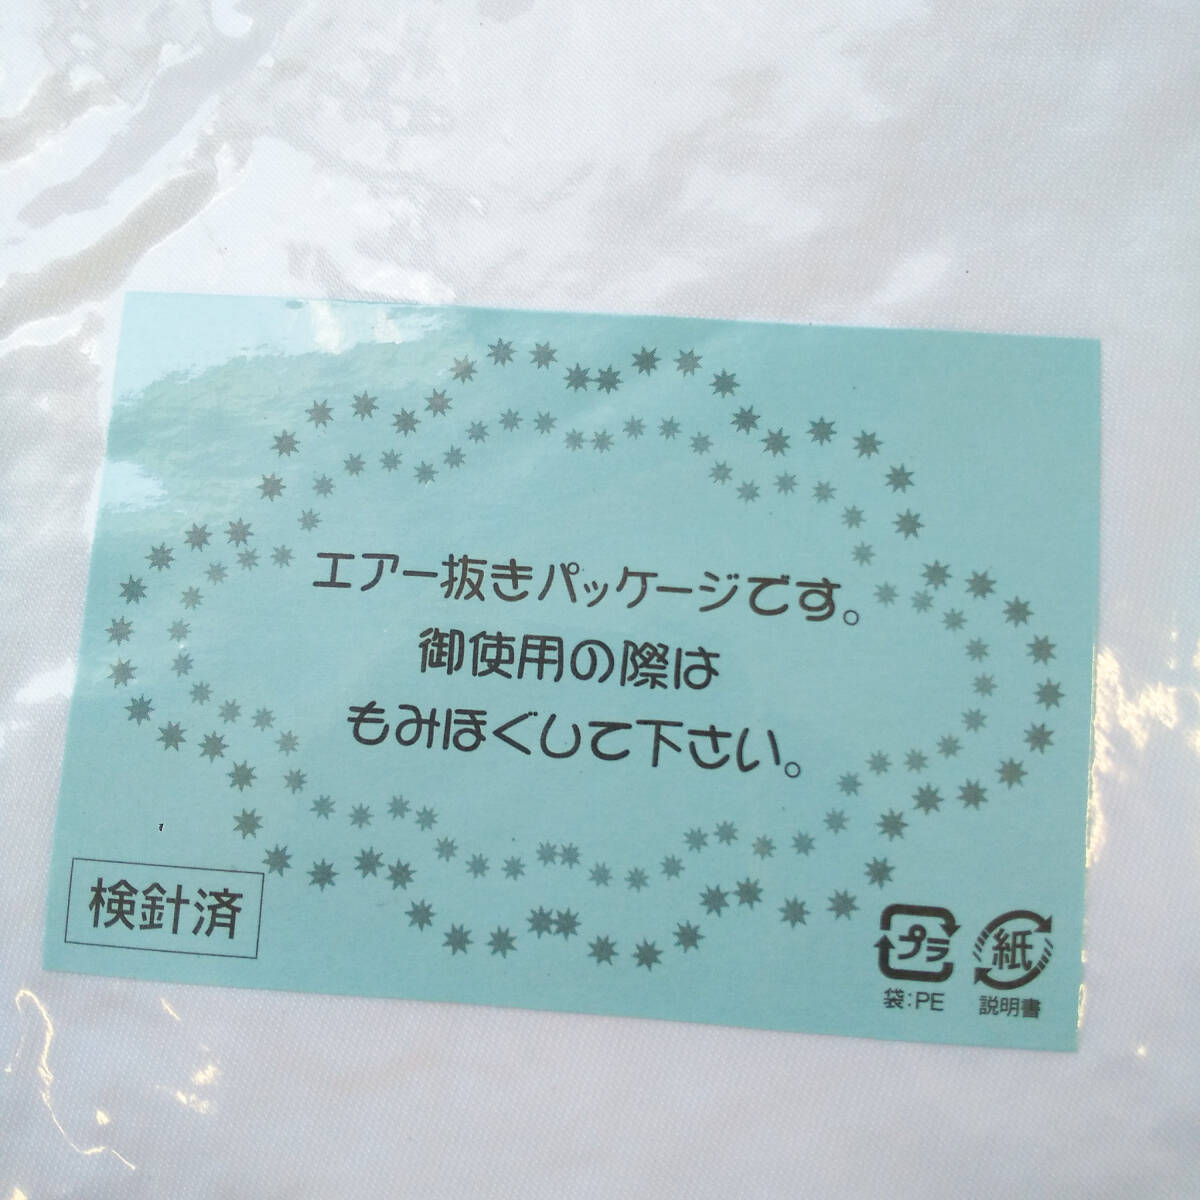 エアー抜きパッケージです。
御使用の際は
もみほぐして下さい。
検針済
プラ
袋:PE
紙
説明書